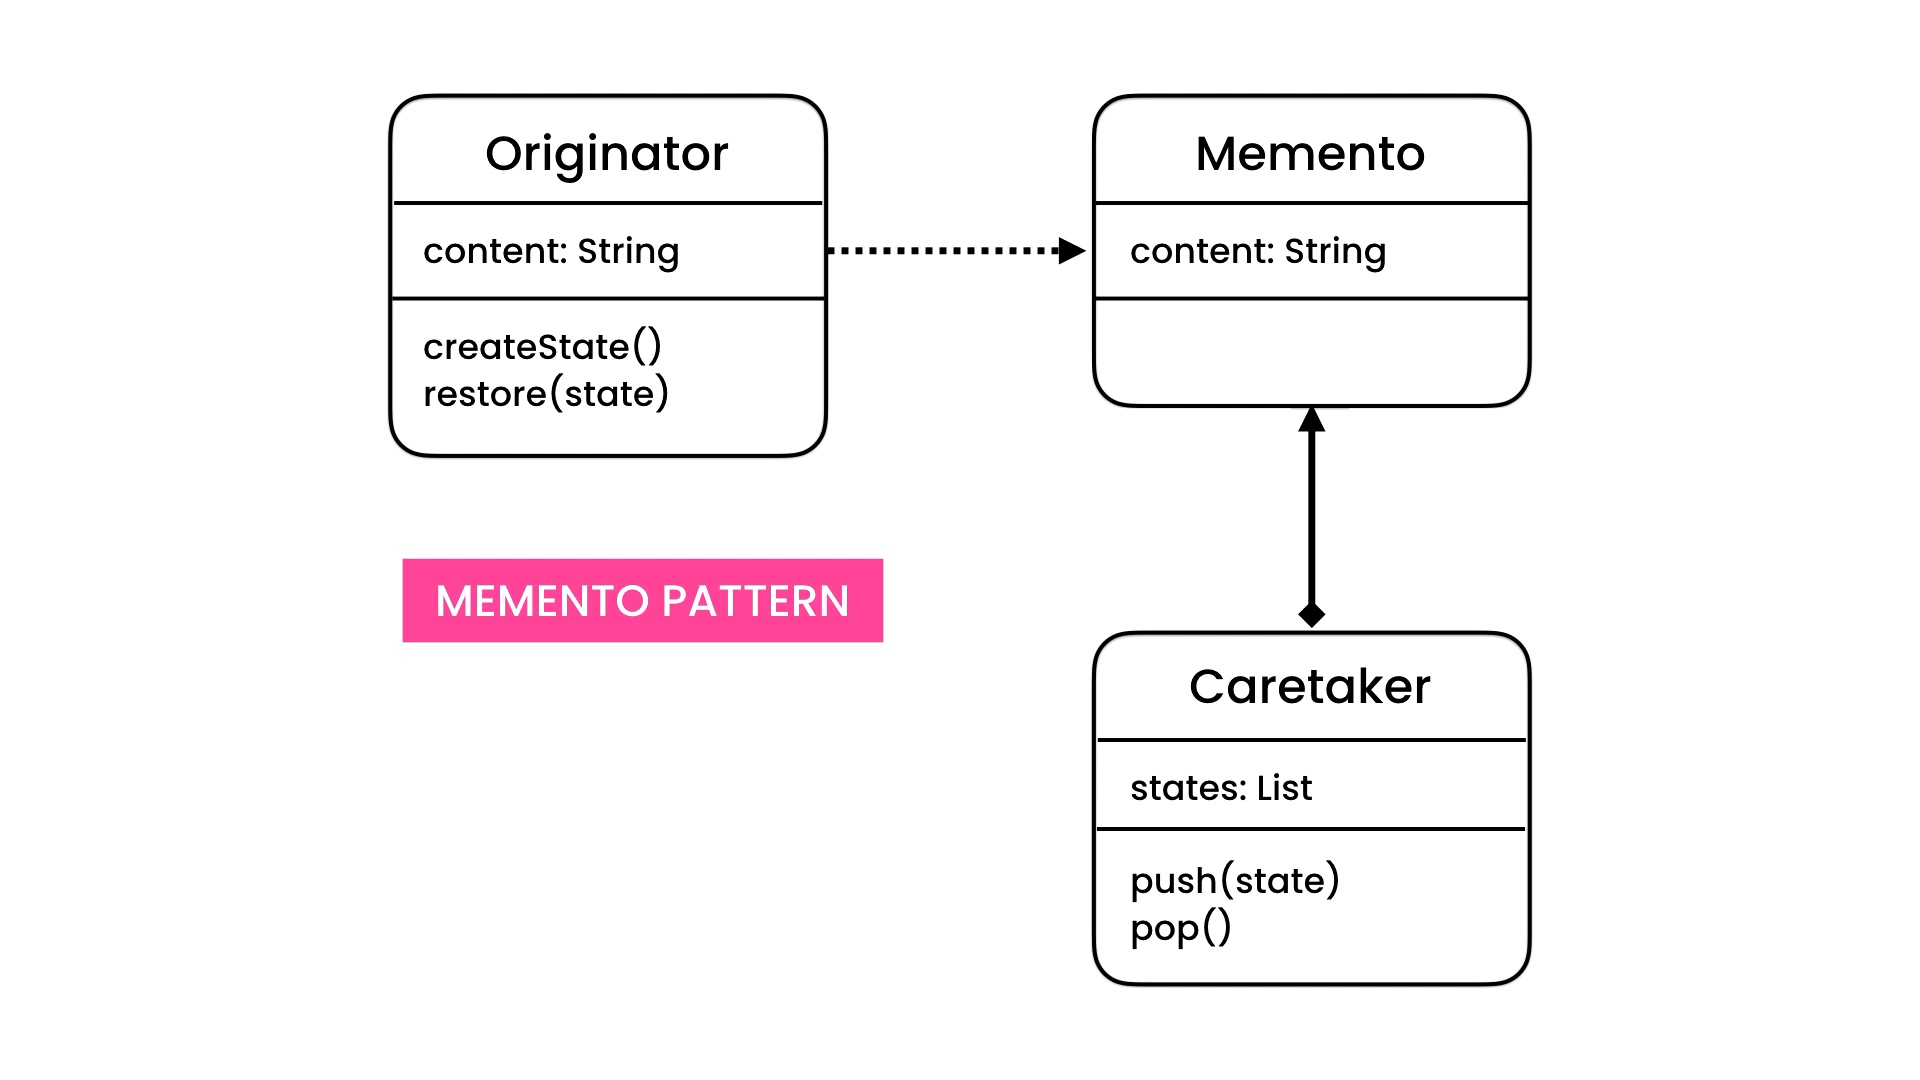 Originator
content: String
createState()
restore(state)
Memento
content: String
MEMENTO PATTERN
Caretaker
states: List
push(state)
pop()